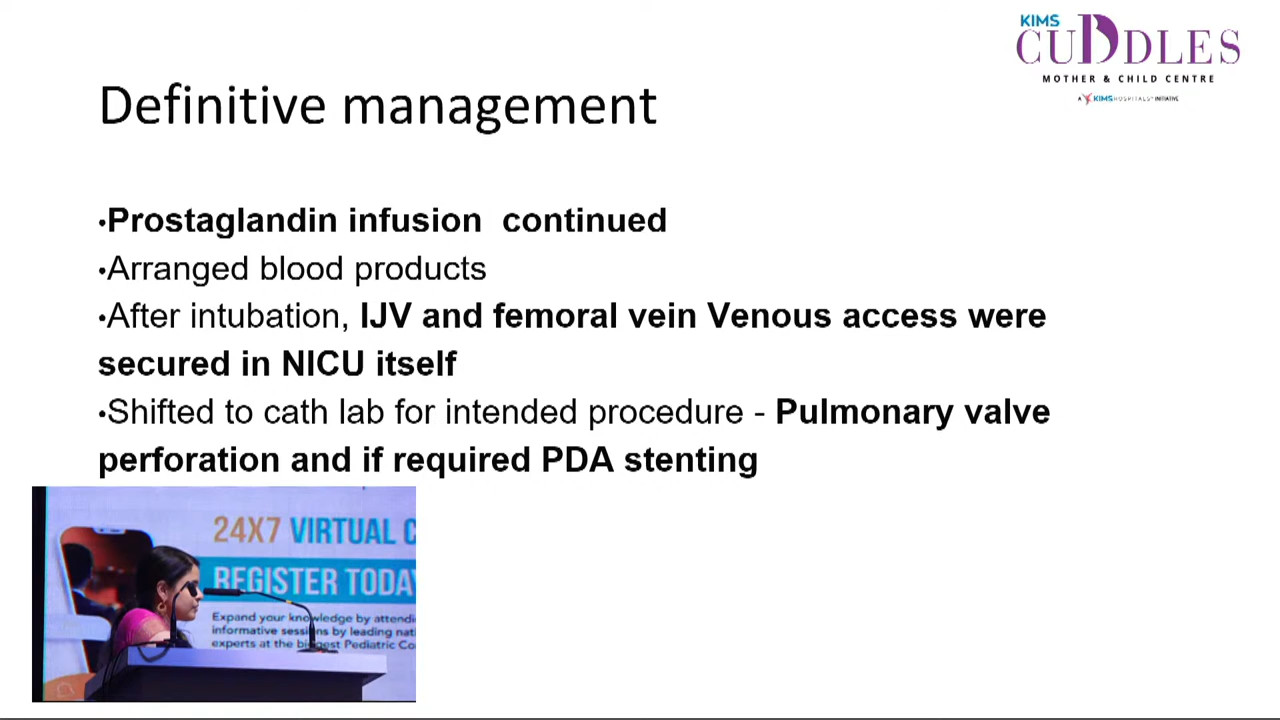 KIMS
CUDDLES
MOTHER & CHILD CENTRE
A KIMS HOSPITALS INITIATIVE
Definitive management
•Prostaglandin infusion  continued
•Arranged blood products
•After intubation, IJV and femoral vein Venous access were
secured in NICU itself
•Shifted to cath lab for intended procedure - Pulmonary valve
perforation and if required PDA stenting
24X7 VIRTUAL C
REGISTER TODAY
Expand your knowledge by attendi
informative sessions by leading nati
experts at the biggest Pediatric Co